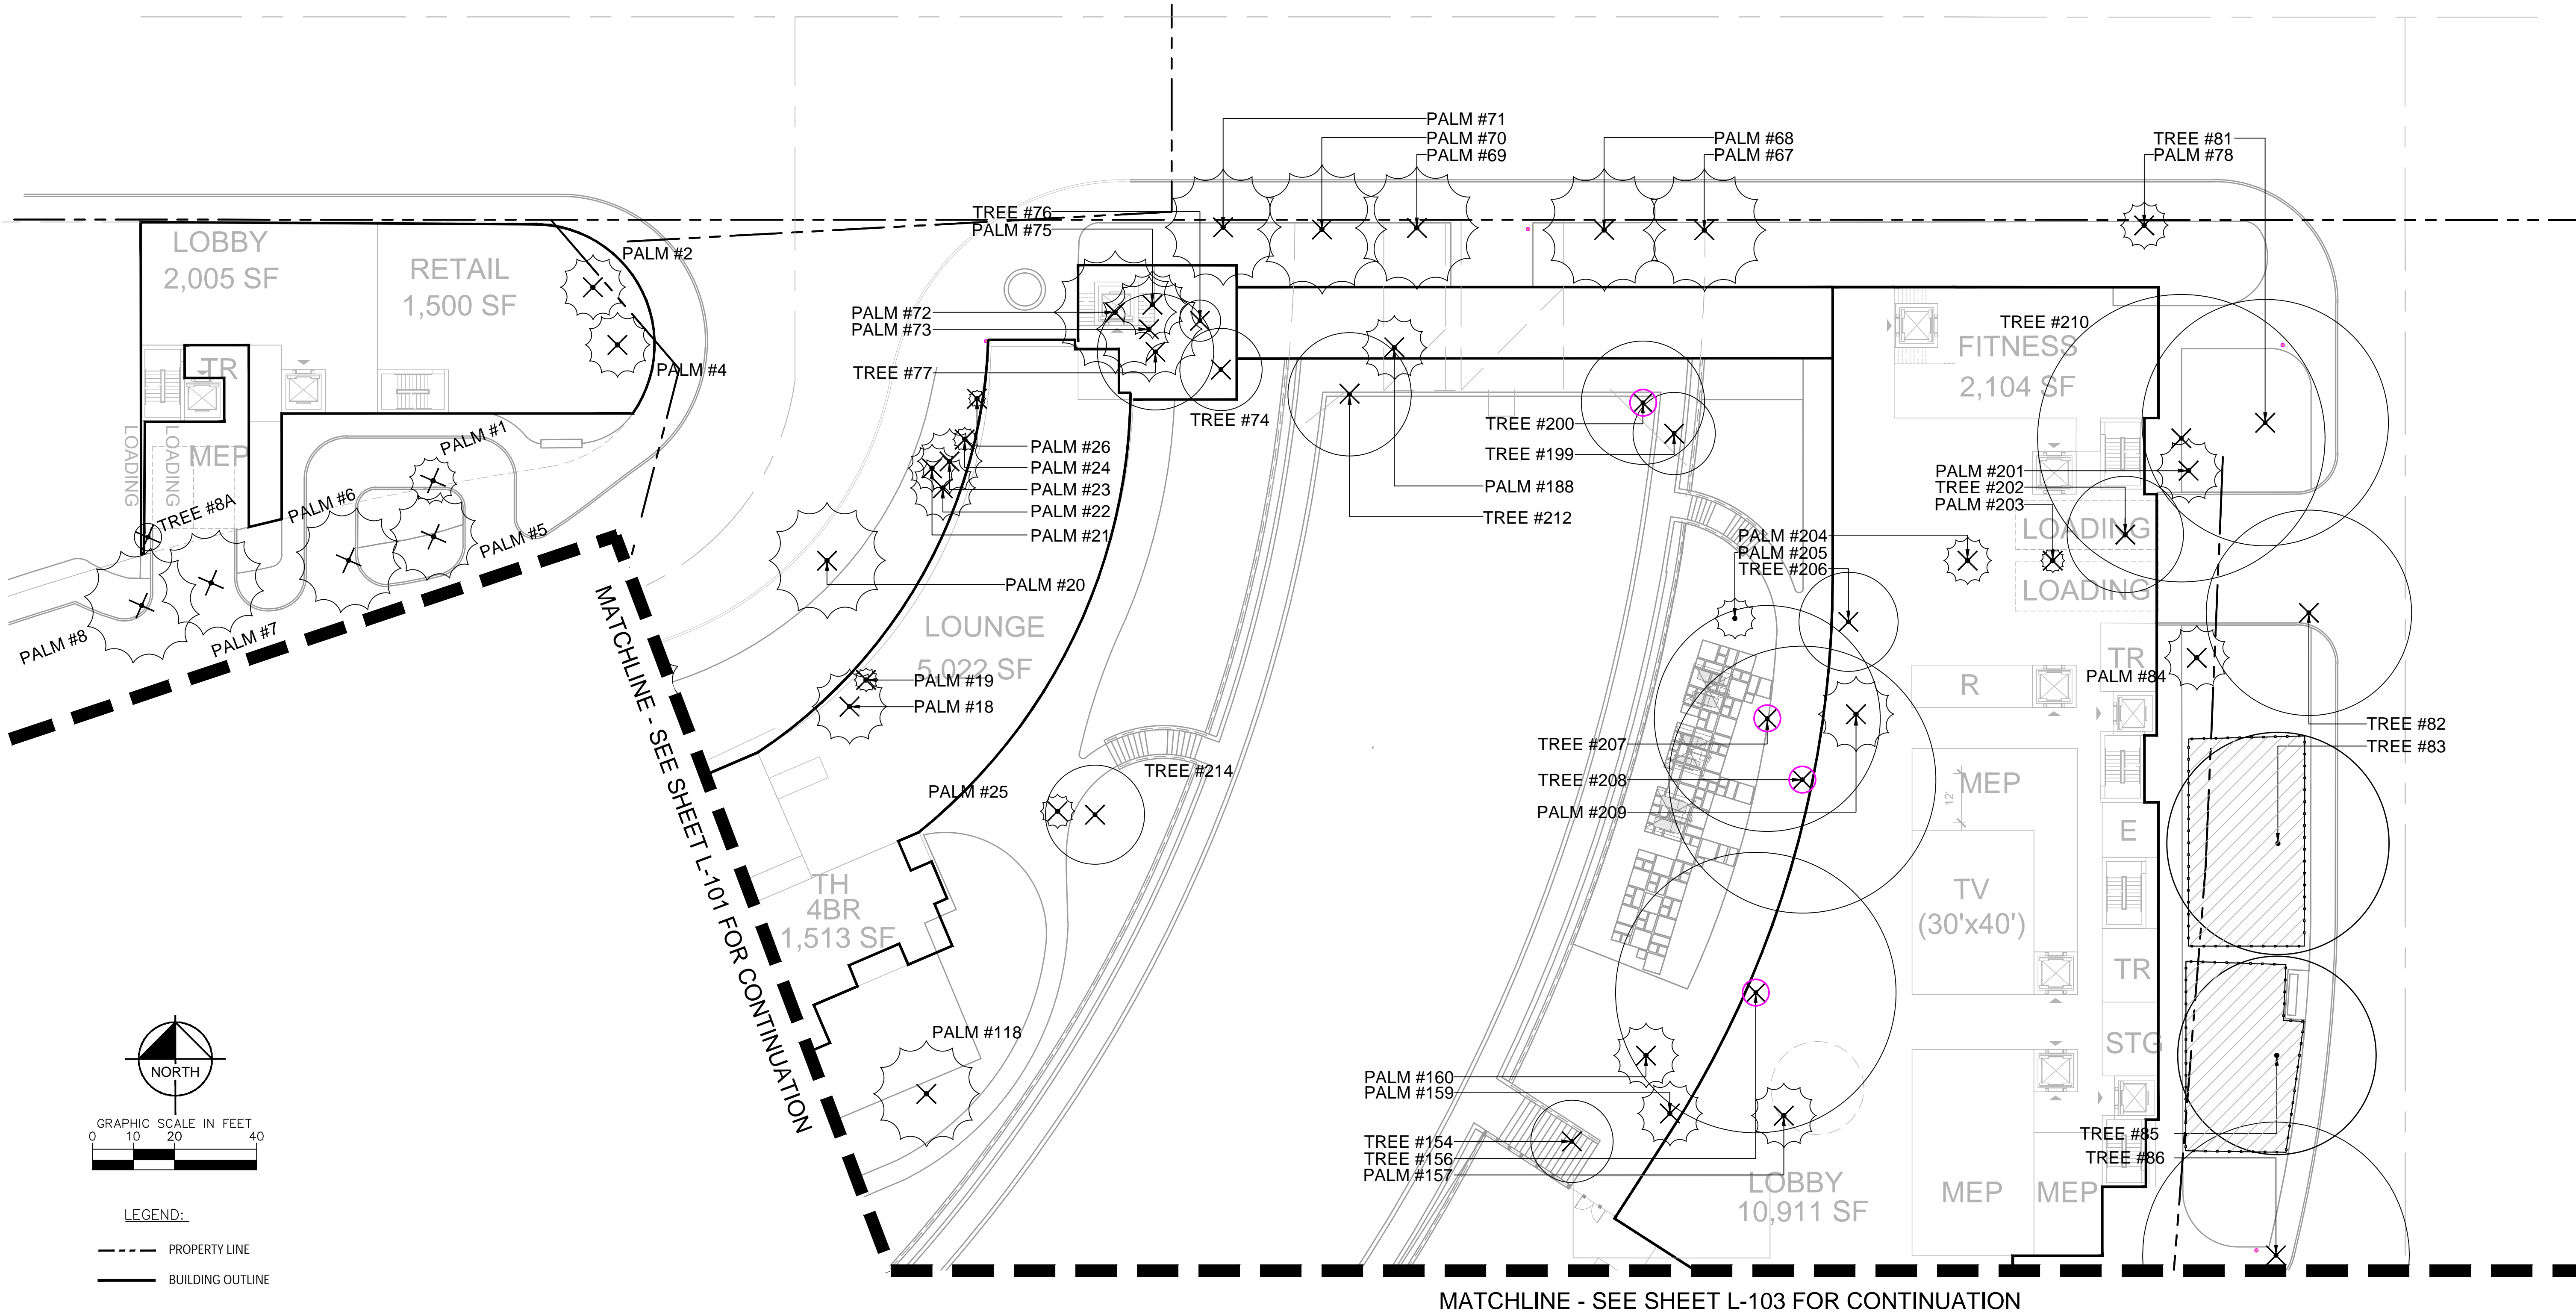 PALM #71
PALM #70
PALM #69
PALM #68
PALM #67
TREE #81
PALM #78
TREE #76
PALM #75
LOBBY
2,005 SF
RETAIL
1,500 SF
PALM #2
PALM #4
PALM #72
PALM #73
TREE #77
TREE #74
TR
MEP
LOADING
LOADING
PALM #1
TREE #8A
PALM #6
PALM #5
PALM #8
PALM #7
PALM #26
PALM #24
PALM #23
PALM #22
PALM #21
PALM #20
LOUNGE
5,022 SF
PALM #19
PALM #18
TREE #200
TREE #199
PALM #188
TREE #212
TREE #210
FITNESS
2,104 SF
PALM #201
TREE #202
PALM #203
LOADING
LOADING
PALM #204
PALM #205
TREE #206
TREE #207
TREE #208
PALM #209
R
TR
PALM #84
TREE #82
TREE #83
MEP
12'
E
TV
(30'x40')
TR
STG
TREE #214
PALM #25
TH
4BR
1,513 SF
PALM #118
MATCHLINE - SEE SHEET L-101 FOR CONTINUATION
PALM #160
PALM #159
TREE #154
TREE #156
PALM #157
LOBBY
10,911 SF
MEP
MEP
TREE #85
TREE #86
NORTH
GRAPHIC SCALE IN FEET
0 10 20 40
LEGEND:
PROPERTY LINE
BUILDING OUTLINE
MATCHLINE - SEE SHEET L-103 FOR CONTINUATION